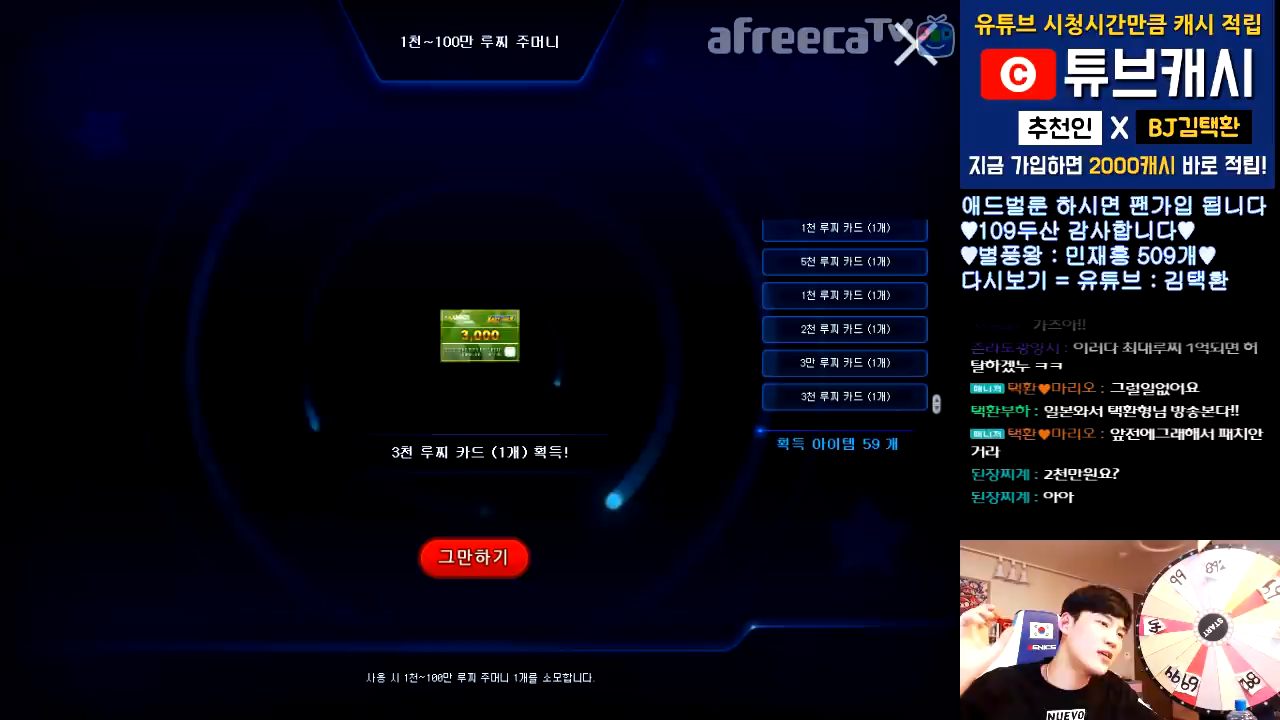 1천~100만 루찌 주머니
afreecaTV
1천 루찌 카드 (1개)
5천 루찌 카드 (1개)
1천 루찌 카드 (1개)
2천 루찌 카드 (1개)
3만 루찌 카드 (1개)
3천 루찌 카드 (1개)
획득 아이템 59 개
3,000
3천 루찌 카드 (1개) 획득!
그만하기
사용 시 1천~100만 루찌 주머니 1개를 소모합니다.
유튜브 시청시간만큼 캐시 적립
C 튜브캐시
추천인 X BJ김택환
지금 가입하면 2000캐시 바로 적립!
애드벌룬 하시면 팬가입 됩니다
♥109두산 감사합니다♥
♥별풍왕 : 민재홍 509개♥
다시보기 = 유튜브 : 김택환
가즈아!!
이러다 최대루찌 1억되면 허
탈하겠누 ㅋㅋ
매니저 택환♥마리오 : 그럴일없어요
택환부하 : 일본와서 택환형님 방송본다!!
매니저 택환♥마리오 : 앞전에그래해서 패치안
거라
된장찌계 : 2천만원요?
된장찌계 : 아아
99
892
START
GENICS
NUEVO